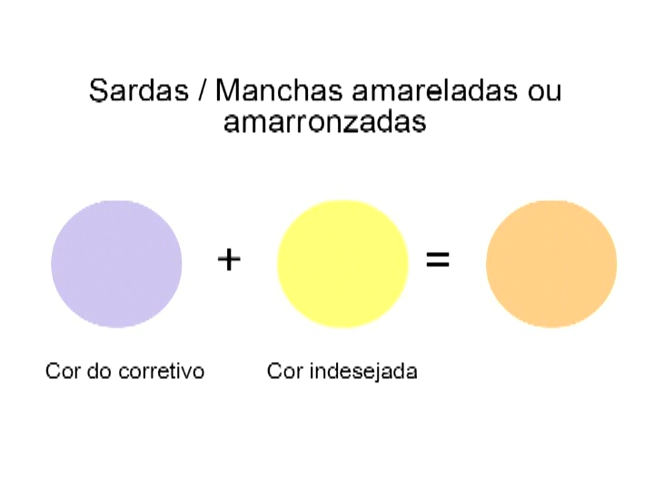 Sardas / Manchas amareladas ou
amarronzadas
+
=
Cor do corretivo
Cor indesejada